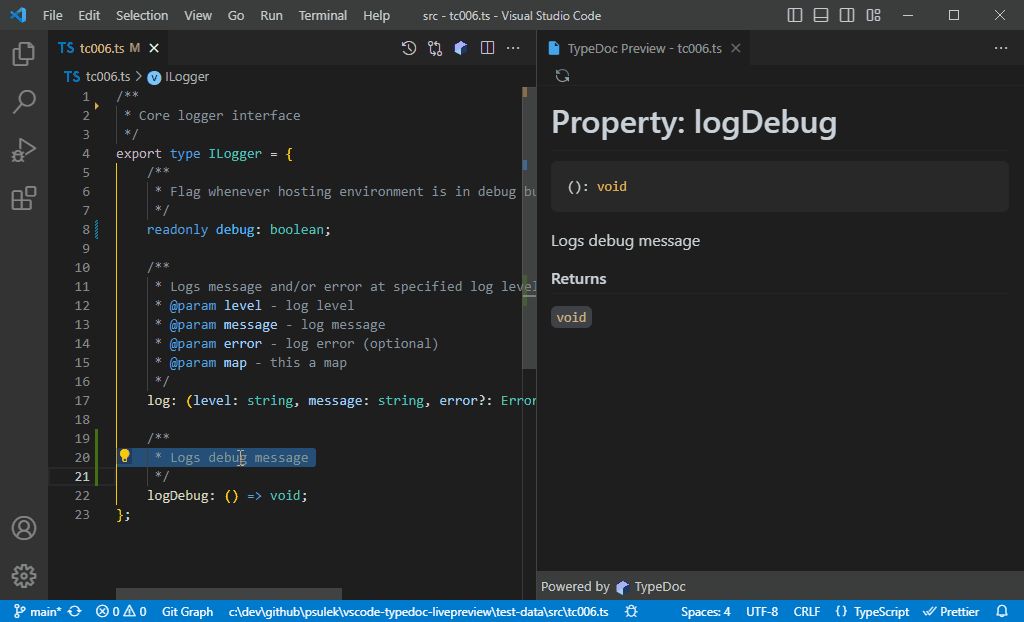 File Edit Selection View Go Run Terminal Help src - tc006.ts - Visual Studio Code
TS tc006.ts M
TS tc006.ts > ILogger
1 /**
2  * Core logger interface
3  */
4 export type ILogger = {
5     /**
6      * Flag whenever hosting environment is in debug bu
7      */
8     readonly debug: boolean;
9
10     /**
11      * Logs message and/or error at specified log level
12      * @param level - log level
13      * @param message - log message
14      * @param error - log error (optional)
15      * @param map - this a map
16      */
17     log: (level: string, message: string, error?: Error
18
19     /**
20      * Logs debug message
21      */
22     logDebug: () => void;
23 };
TypeDoc Preview - tc006.ts
Property: logDebug
(): void
Logs debug message
Returns
void
Powered by TypeDoc
main* 0 0 Git Graph c:\dev\github\psulek\vscode-typedoc-livepreview\test-data\src\tc006.ts Spaces: 4 UTF-8 CRLF {} TypeScript Prettier